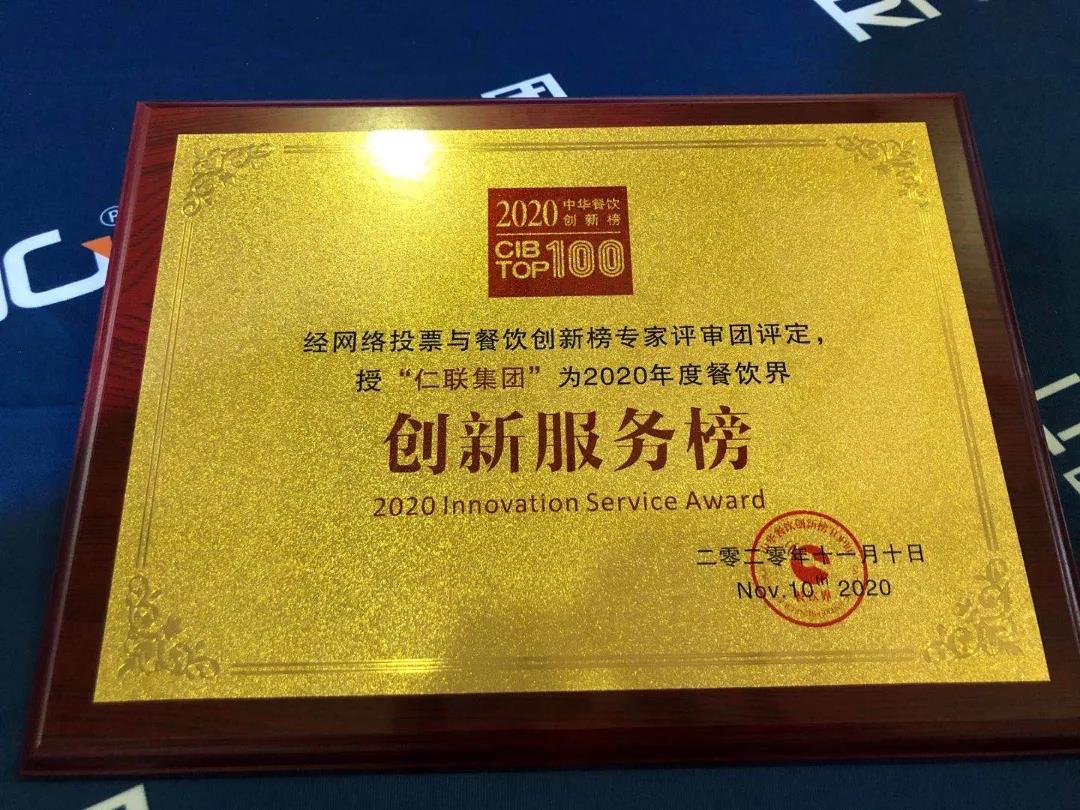 2020 中华餐饮
创新榜
CIB
TOP 100
经网络投票与餐饮创新榜专家评审团评定，
授“仁联集团”为2020年度餐饮界
创新服务榜
2020 Innovation Service Award
二零二零年十一月十日
Nov.10th 2020